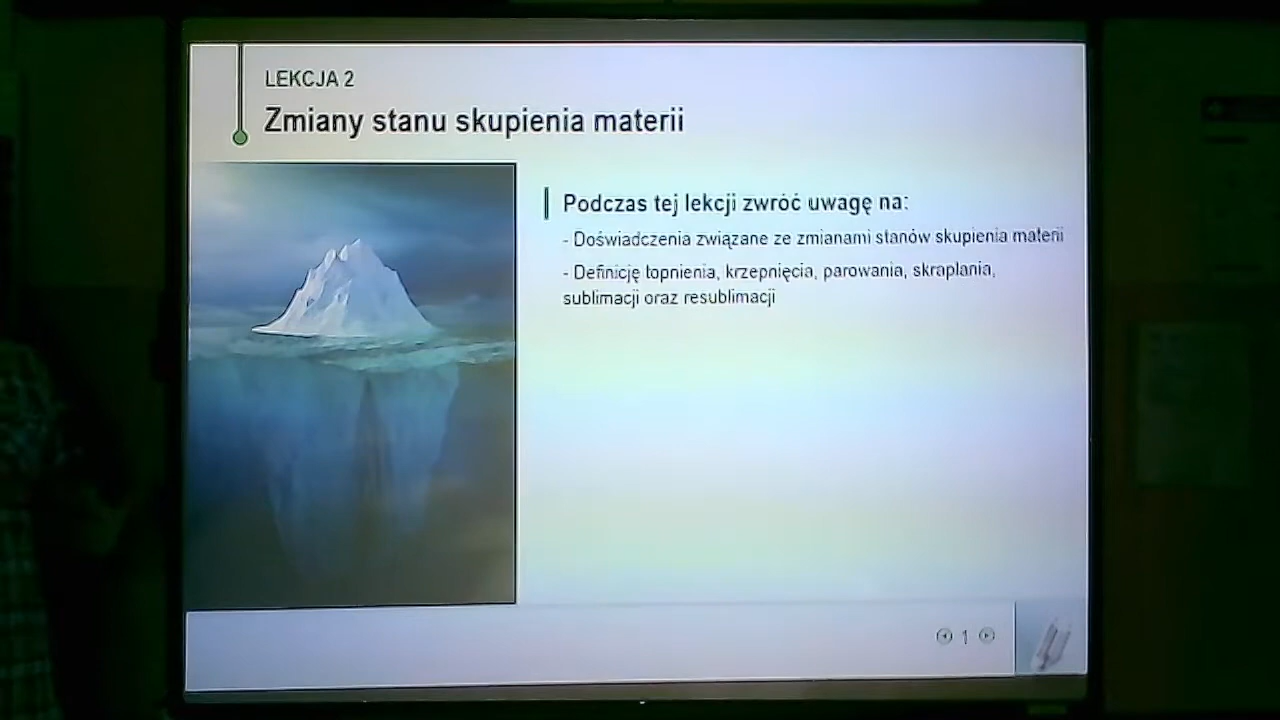 LEKCJA 2
Zmiany stanu skupienia materii
Podczas tej lekcji zwróć uwagę na:
- Doświadczenia związane ze zmianami stanów skupienia materii
- Definicję topnienia, krzepnięcia, parowania, skraplania,
sublimacji oraz resublimacji
1